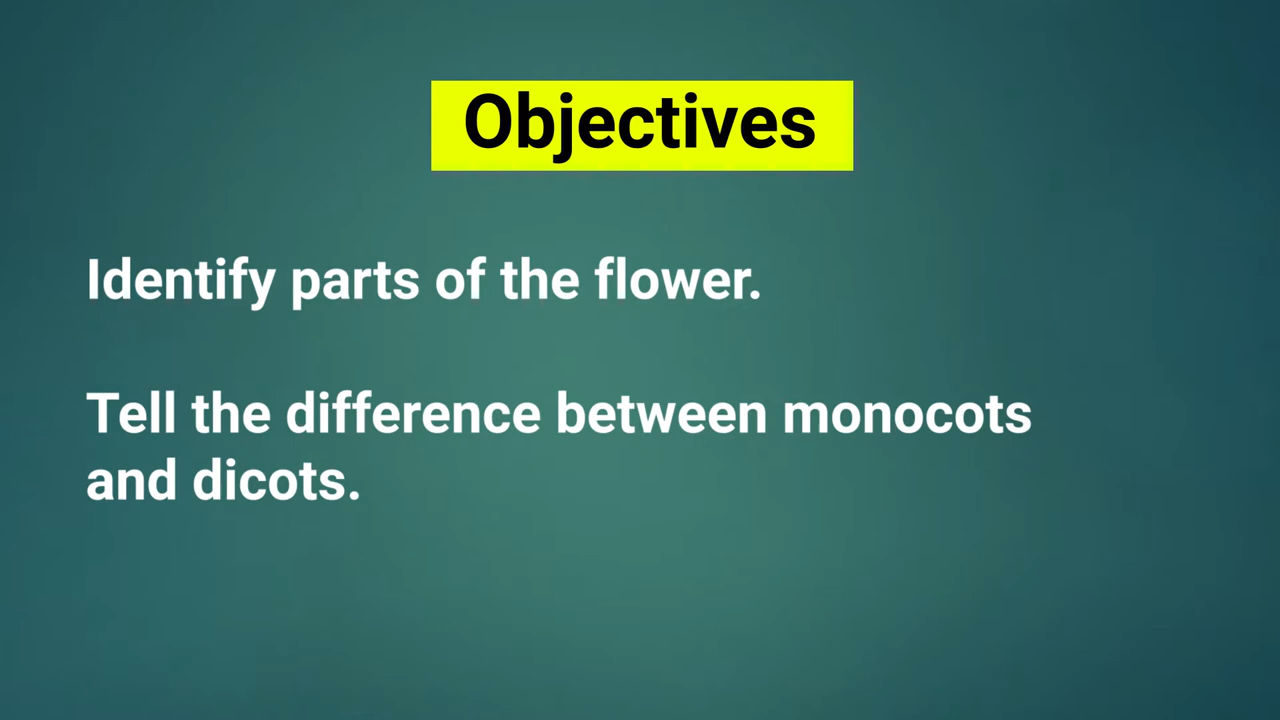 Objectives
Identify parts of the flower.
Tell the difference between monocots
and dicots.